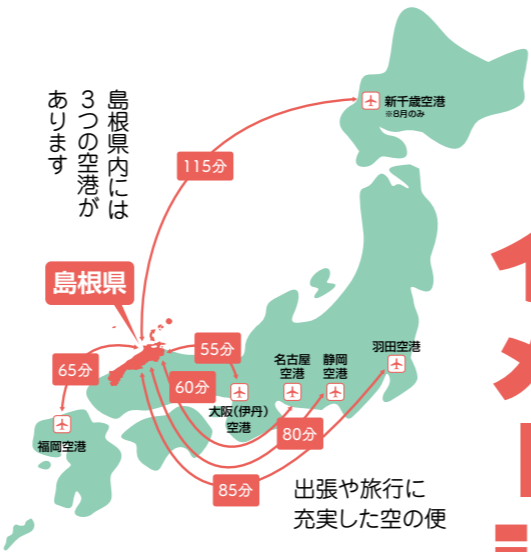 島根県内には
3つの空港が
あります
新千歳空港
※8月のみ
115分
島根県
65分
55分
60分
80分
85分
福岡空港
大阪(伊丹)
空港
名古屋
空港
静岡
空港
羽田空港
出張や旅行に
充実した空の便